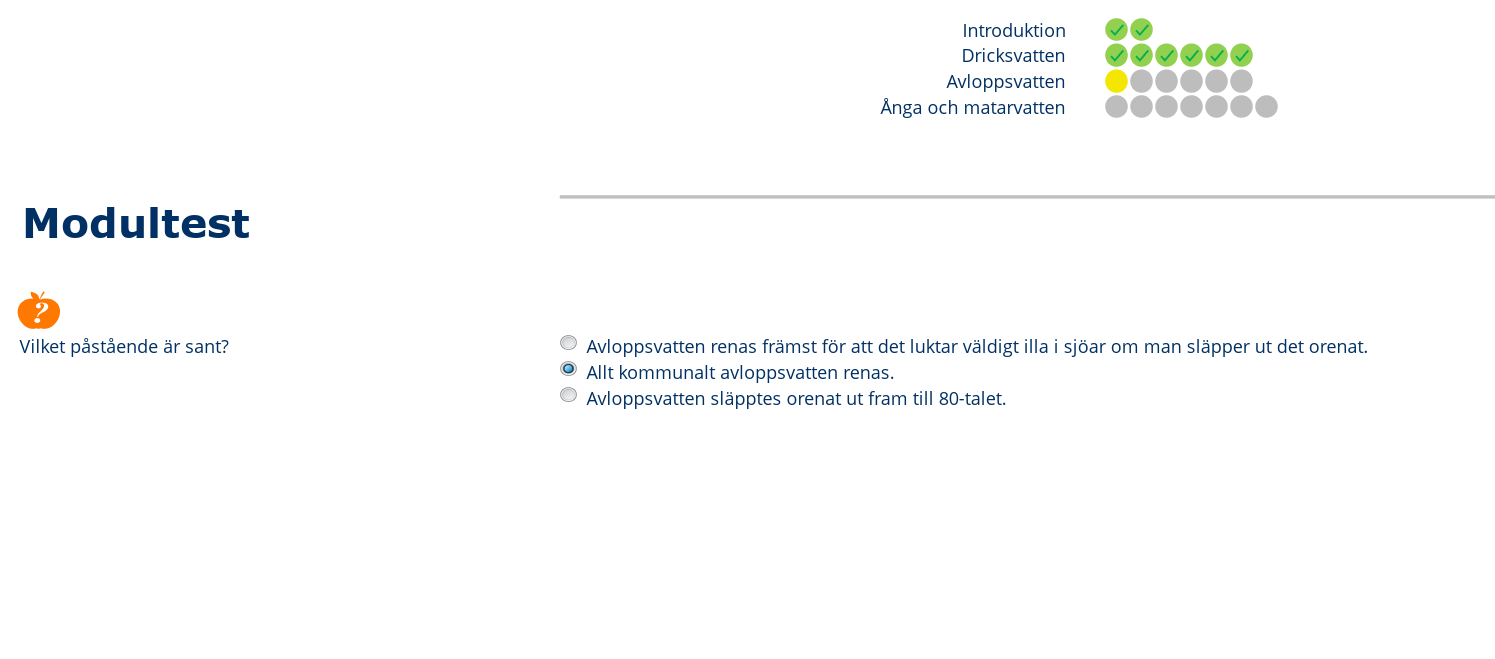 Introduktion
Dricksvatten
Avloppsvatten
Ånga och matarvatten
Modultest
?
Vilket påstående är sant?
Avloppsvatten renas främst för att det luktar väldigt illa i sjöar om man släpper ut det orenat.
Allt kommunalt avloppsvatten renas.
Avloppsvatten släpptes orenat ut fram till 80-talet.